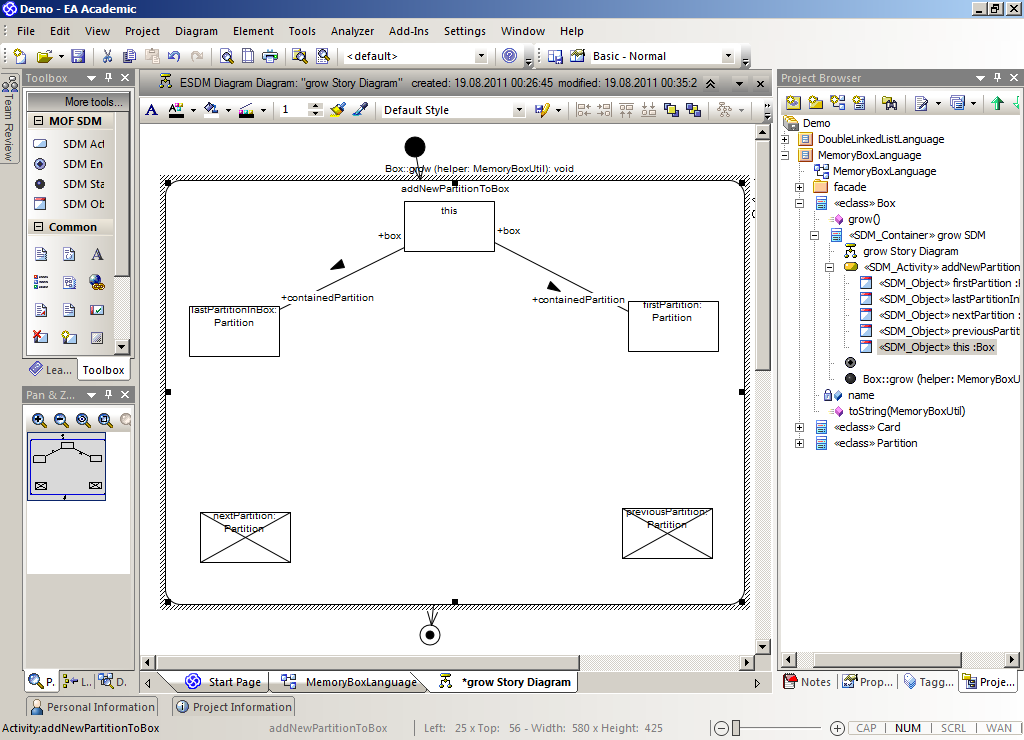 Demo - EA Academic
File Edit View Project Diagram Element Tools Analyzer Add-Ins Settings Window Help
<default> Basic - Normal
Team Review
Toolbox
More tools...
MOF SDM
SDM Act
SDM En
SDM Sta
SDM Ob
Common
Lea... Toolbox
Pan & Z...
P. L.. D.
ESDM Diagram Diagram: "grow Story Diagram" created: 19.08.2011 00:26:45 modified: 19.08.2011 00:35:2
1 Default Style
Box::grow (helper: MemoryBoxUtil): void
addNewPartitionToBox
this
+box +box
+containedPartition +containedPartition
lastPartitionInBox:
Partition
firstPartition:
Partition
nextPartition:
Partition
previousPartition:
Partition
Start Page MemoryBoxLanguage *grow Story Diagram
Project Browser
Demo
DoubleLinkedListLanguage
MemoryBoxLanguage
MemoryBoxLanguage
facade
«eclass» Box
grow()
«SDM_Container» grow SDM
grow Story Diagram
«SDM_Activity» addNewPartition
«SDM_Object» firstPartition :
«SDM_Object» lastPartitionIn
«SDM_Object» nextPartition :
«SDM_Object» previousPartit
«SDM_Object» this :Box
Box::grow (helper: MemoryBoxU
name
toString(MemoryBoxUtil)
«eclass» Card
«eclass» Partition
Notes Prop... Tagg... Proje...
Personal Information Project Information
Activity:addNewPartitionToBox addNewPartitionToBox Left: 25 x Top: 56 - Width: 580 x Height: 425 CAP NUM SCRL WAN